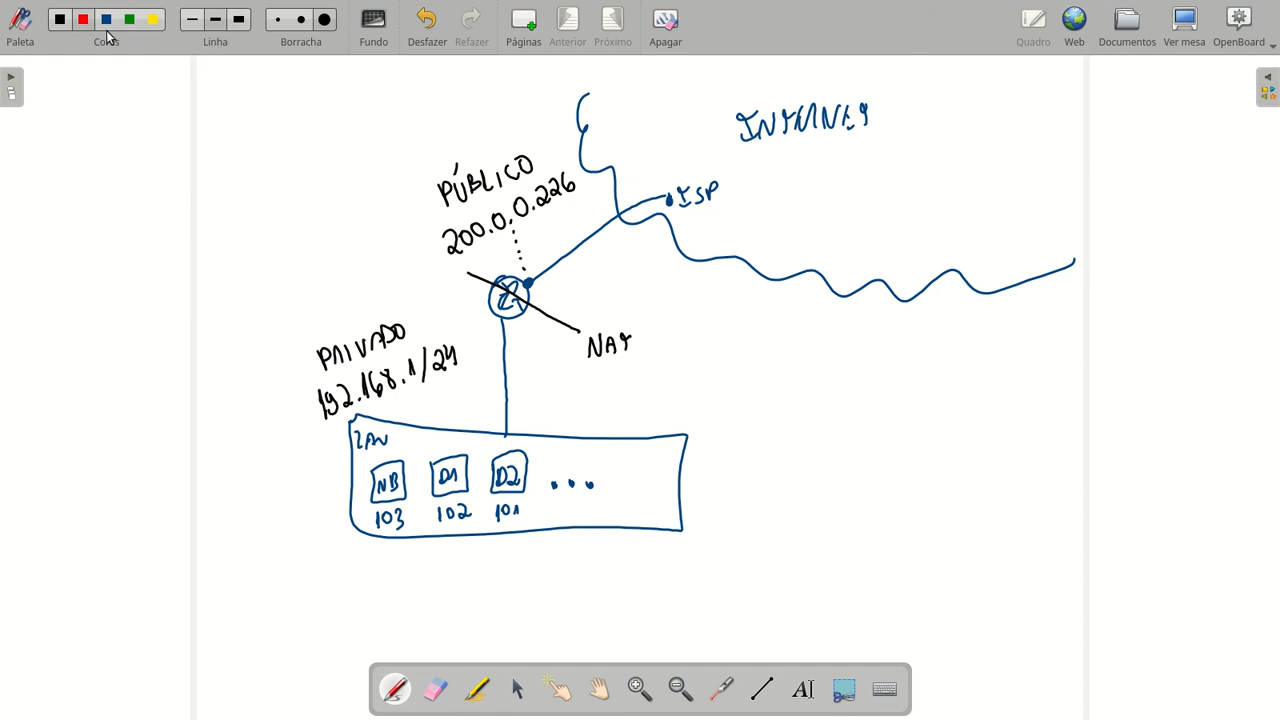 Paleta
Cores
Linha
Borracha
Fundo
Desfazer
Refazer
Páginas
Anterior
Próximo
Apagar
Quadro
Web
Documentos
Ver mesa
OpenBoard
INTERNET
PÚBLICO
200.0.0.226
ISP
R
NAT
PRIVADO
192.168.1/24
LAN
NB D1 D2 ...
103 102 101